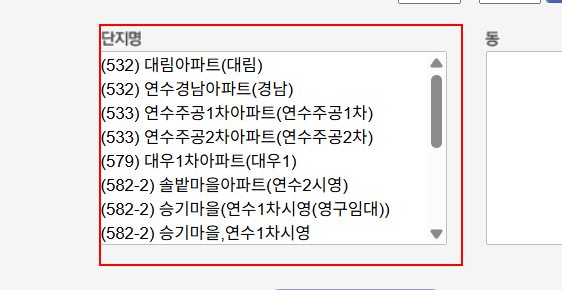 단지명
동
(532) 대림아파트(대림)
(532) 연수경남아파트(경남)
(533) 연수주공1차아파트(연수주공1차)
(533) 연수주공2차아파트(연수주공2차)
(579) 대우1차아파트(대우1)
(582-2) 솔밭마을아파트(연수2시영)
(582-2) 승기마을(연수1차시영(영구임대))
(582-2) 승기마을,연수1차시영